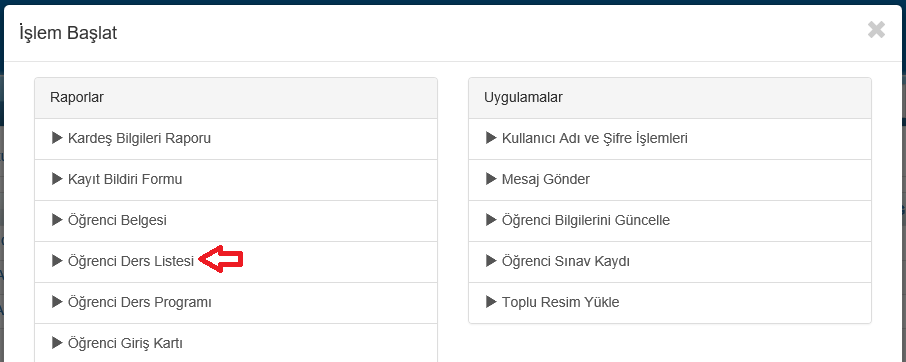 İşlem Başlat
Raporlar
Kardeş Bilgileri Raporu
Kayıt Bildiri Formu
Öğrenci Belgesi
Öğrenci Ders Listesi
Öğrenci Ders Programı
Öğrenci Giriş Kartı
Uygulamalar
Kullanıcı Adı ve Şifre İşlemleri
Mesaj Gönder
Öğrenci Bilgilerini Güncelle
Öğrenci Sınav Kaydı
Toplu Resim Yükle